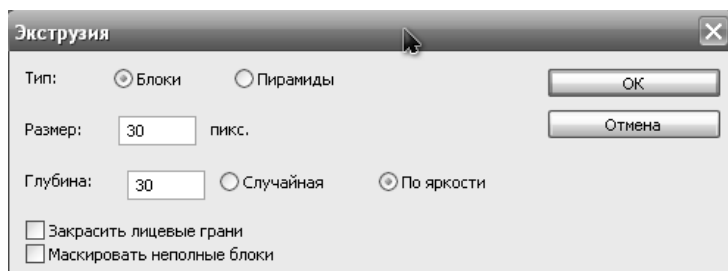 Экструзия
Тип: Блоки Пирамиды OK
Размер: 30 пикс. Отмена
Глубина: 30 Случайная По яркости
Закрасить лицевые грани
Маскировать неполные блоки